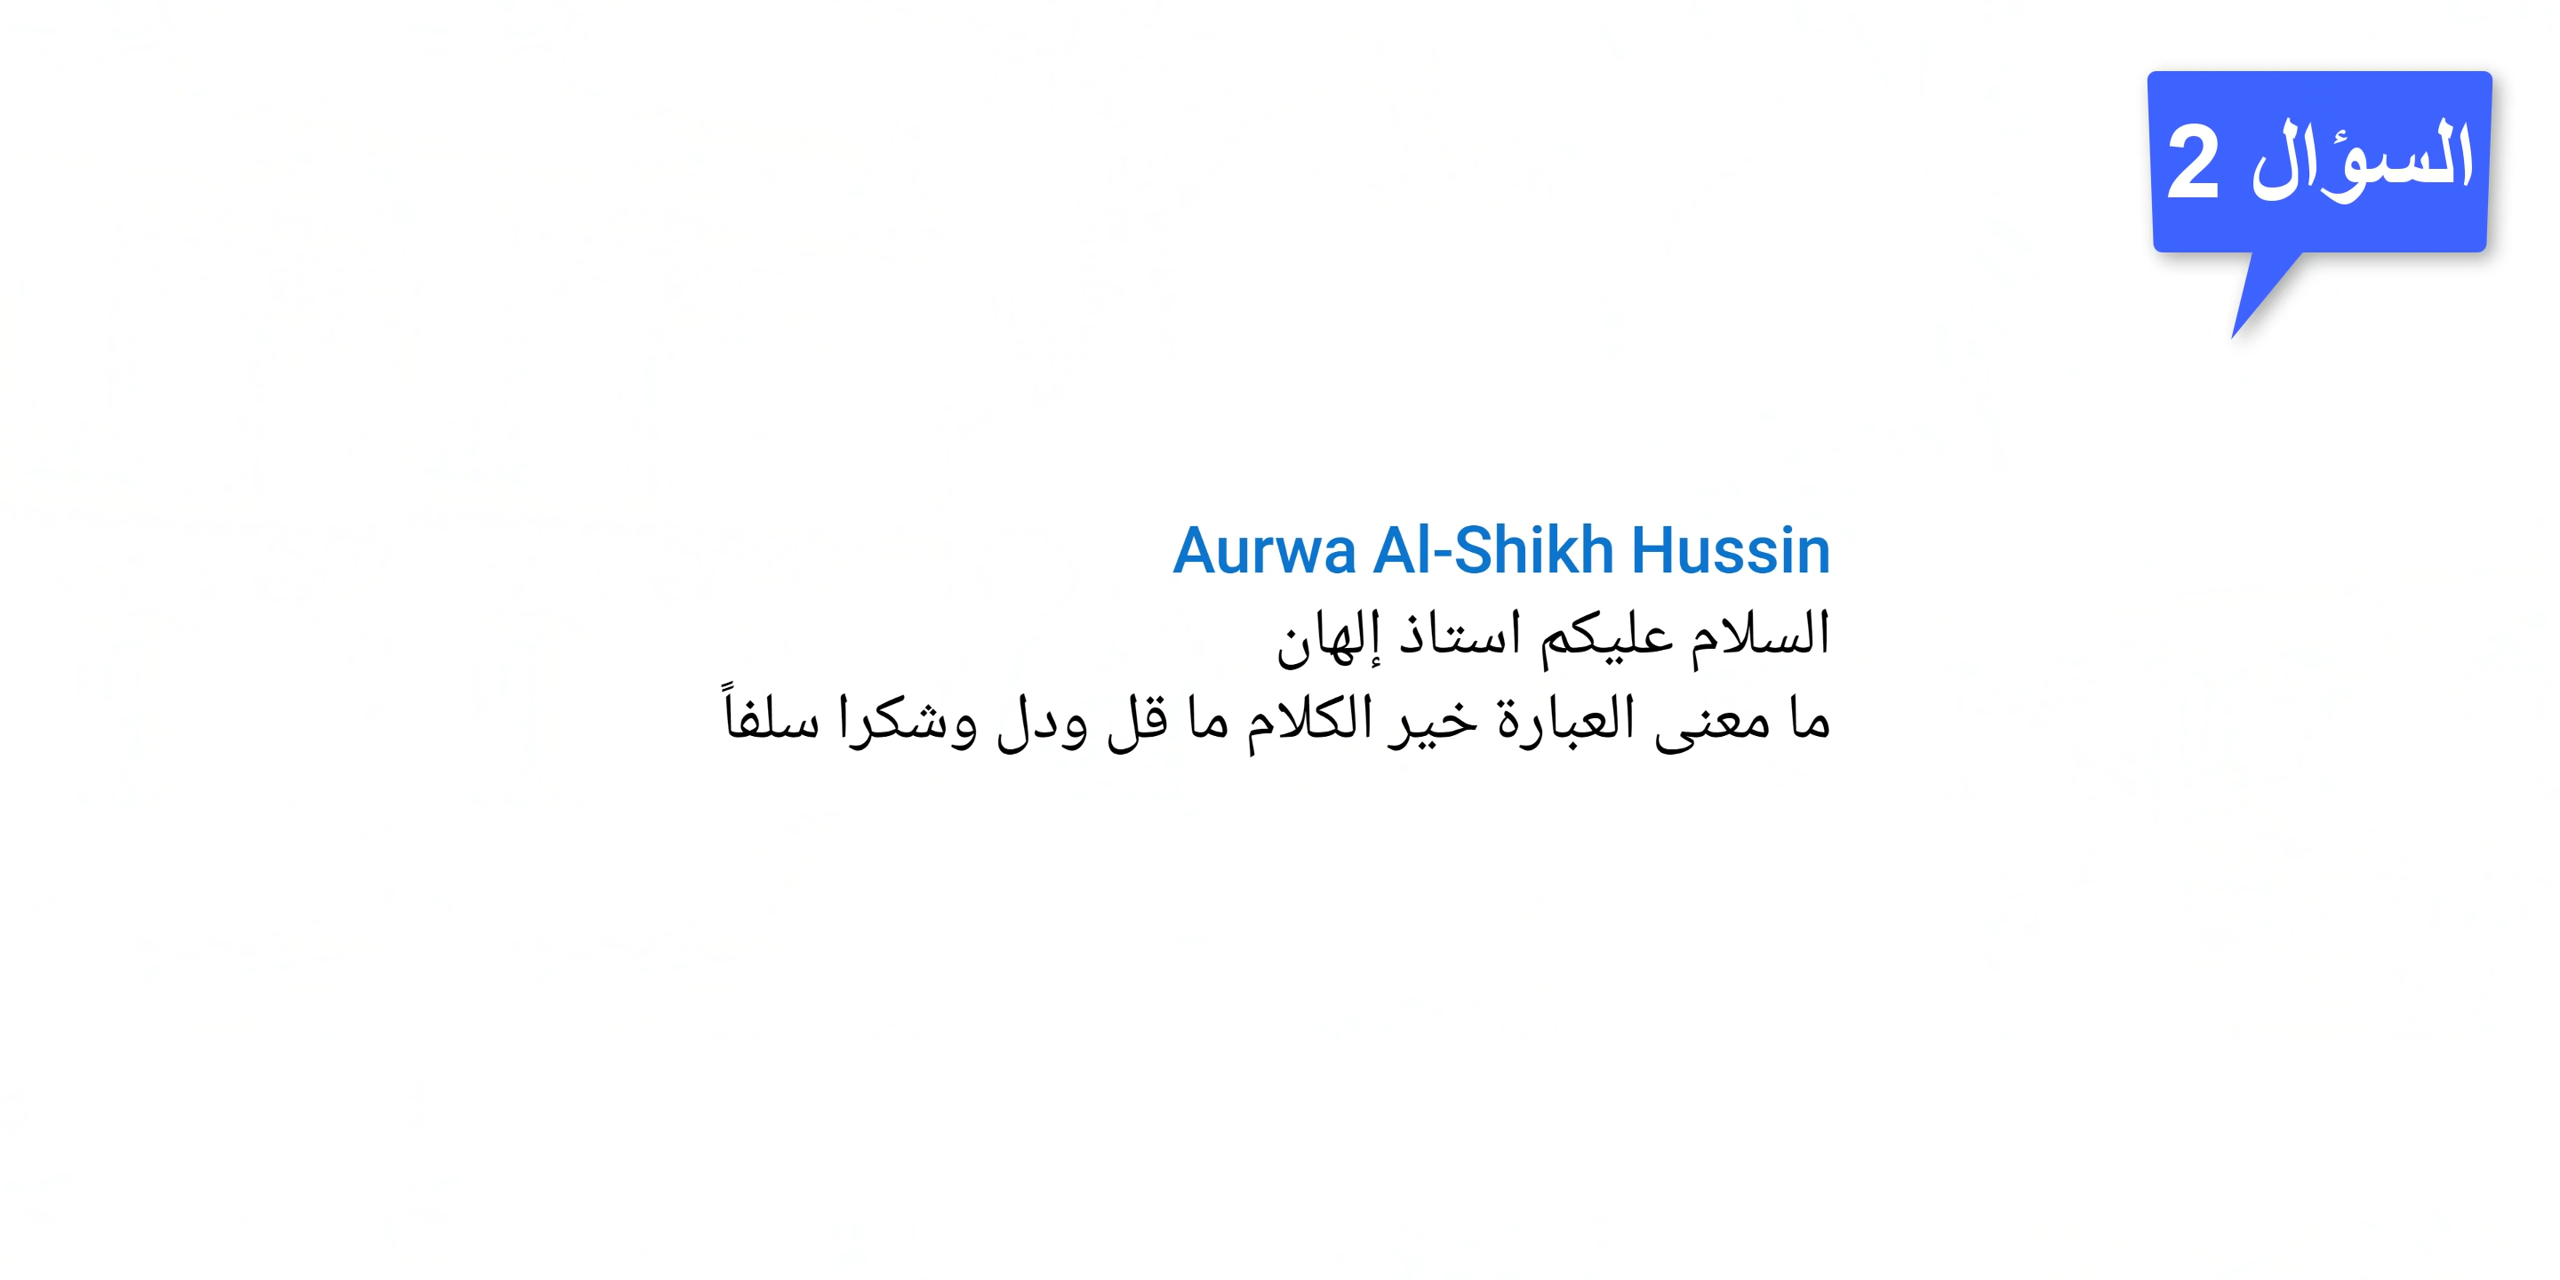 السؤال 2
Aurwa Al-Shikh Hussin
السلام عليكم استاذ إلهان
ما معنى العبارة خير الكلام ما قل ودل وشكرا سلفاً